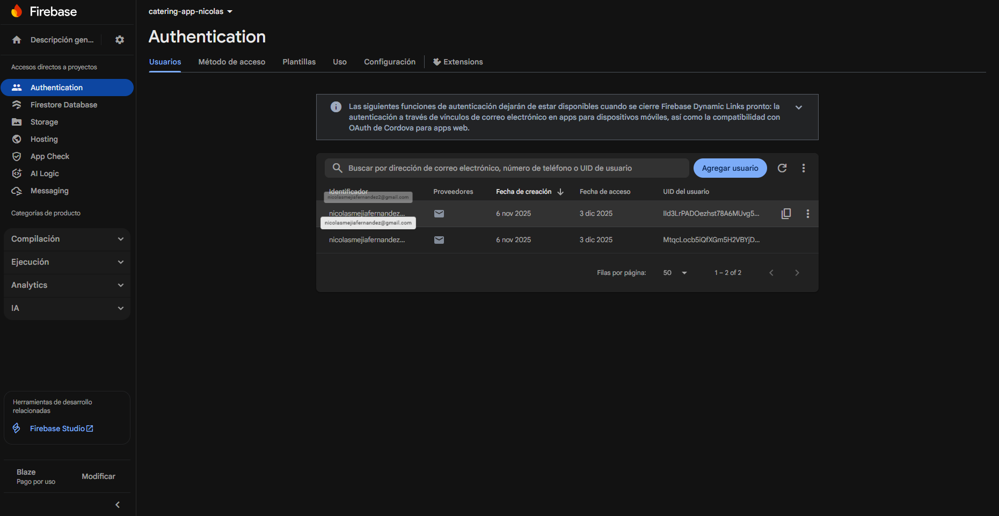 Firebase
Descripción gen...
Accesos directos a proyectos
Authentication
Firestore Database
Storage
Hosting
App Check
AI Logic
Messaging
Categorías de producto
Compilación
Ejecución
Analytics
IA
Herramientas de desarrollo
relacionadas
Firebase Studio
Blaze
Pago por uso
Modificar
catering-app-nicolas
Authentication
Usuarios Método de acceso Plantillas Uso Configuración Extensions
Las siguientes funciones de autenticación dejarán de estar disponibles cuando se cierre Firebase Dynamic Links pronto: la
autenticación a través de vínculos de correo electrónico en apps para dispositivos móviles, así como la compatibilidad con
OAuth de Cordova para apps web.
Buscar por dirección de correo electrónico, número de teléfono o UID de usuario Agregar usuario
Identificador Proveedores Fecha de creación Fecha de acceso UID del usuario
nicolasmejiafernandez2@gmail.com
nicolasmejiafernandez... 6 nov 2025 3 dic 2025 Ild3LrPADOezhst78A6MUvg5...
nicolasmejiafernandez@gmail.com
nicolasmejiafernandez... 6 nov 2025 3 dic 2025 MtqcLocb5iQfXGm5H2VBYjD...
Filas por página: 50 1 – 2 of 2